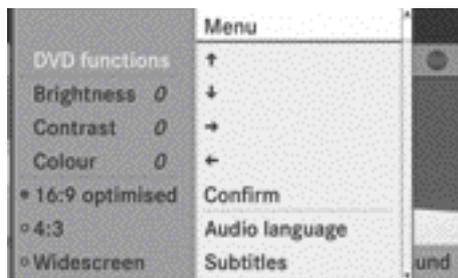 Menu
DVD functions
↑
Brightness 0
↓
Contrast 0
→
Colour 0
←
16:9 optimised
Confirm
4:3
Audio language
Widescreen
Subtitles
und